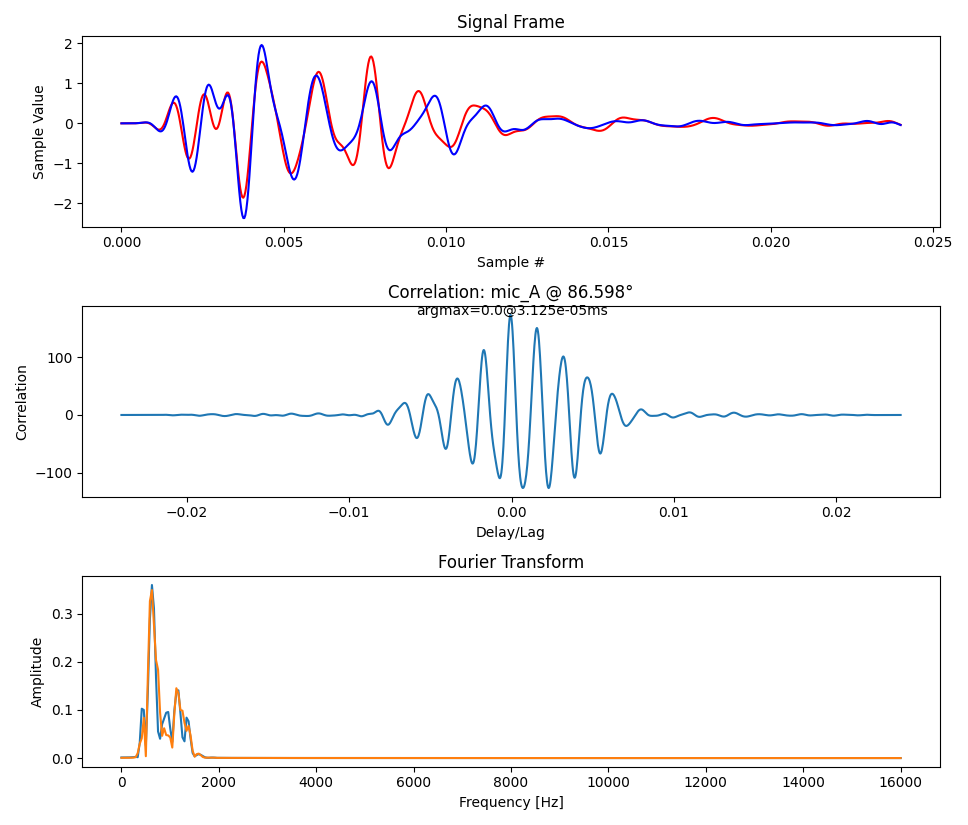 Signal Frame
2
1
0
−1
−2
Sample Value
0.000 0.005 0.010 0.015 0.020 0.025
Sample #
Correlation: mic_A @ 86.598°
argmax=0.0@3.125e-05ms
100
0
−100
Correlation
−0.02 −0.01 0.00 0.01 0.02
Delay/Lag
Fourier Transform
0.3
0.2
0.1
0.0
Amplitude
0 2000 4000 6000 8000 10000 12000 14000 16000
Frequency [Hz]